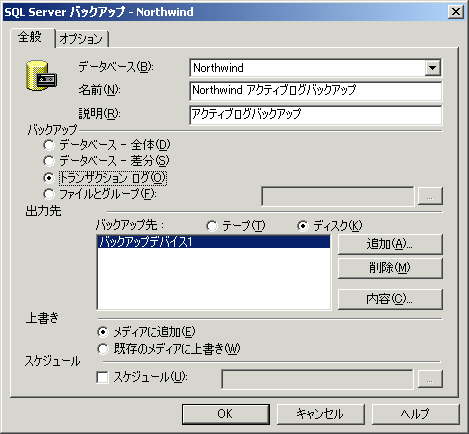 SQL Server バックアップ - Northwind
全般 オプション
データベース(B): Northwind
名前(N): Northwind アクティブログバックアップ
説明(R): アクティブログバックアップ
バックアップ
データベース - 全体(D)
データベース - 差分(S)
トランザクション ログ(O)
ファイルとグループ(F): ...
出力先
バックアップ先 : テープ(T) ディスク(K)
バックアップデバイス1 追加(A)...
削除(M)
内容(C)...
上書き
メディアに追加(E)
既存のメディアに上書き(W)
スケジュール
スケジュール(U): ...
OK キャンセル ヘルプ